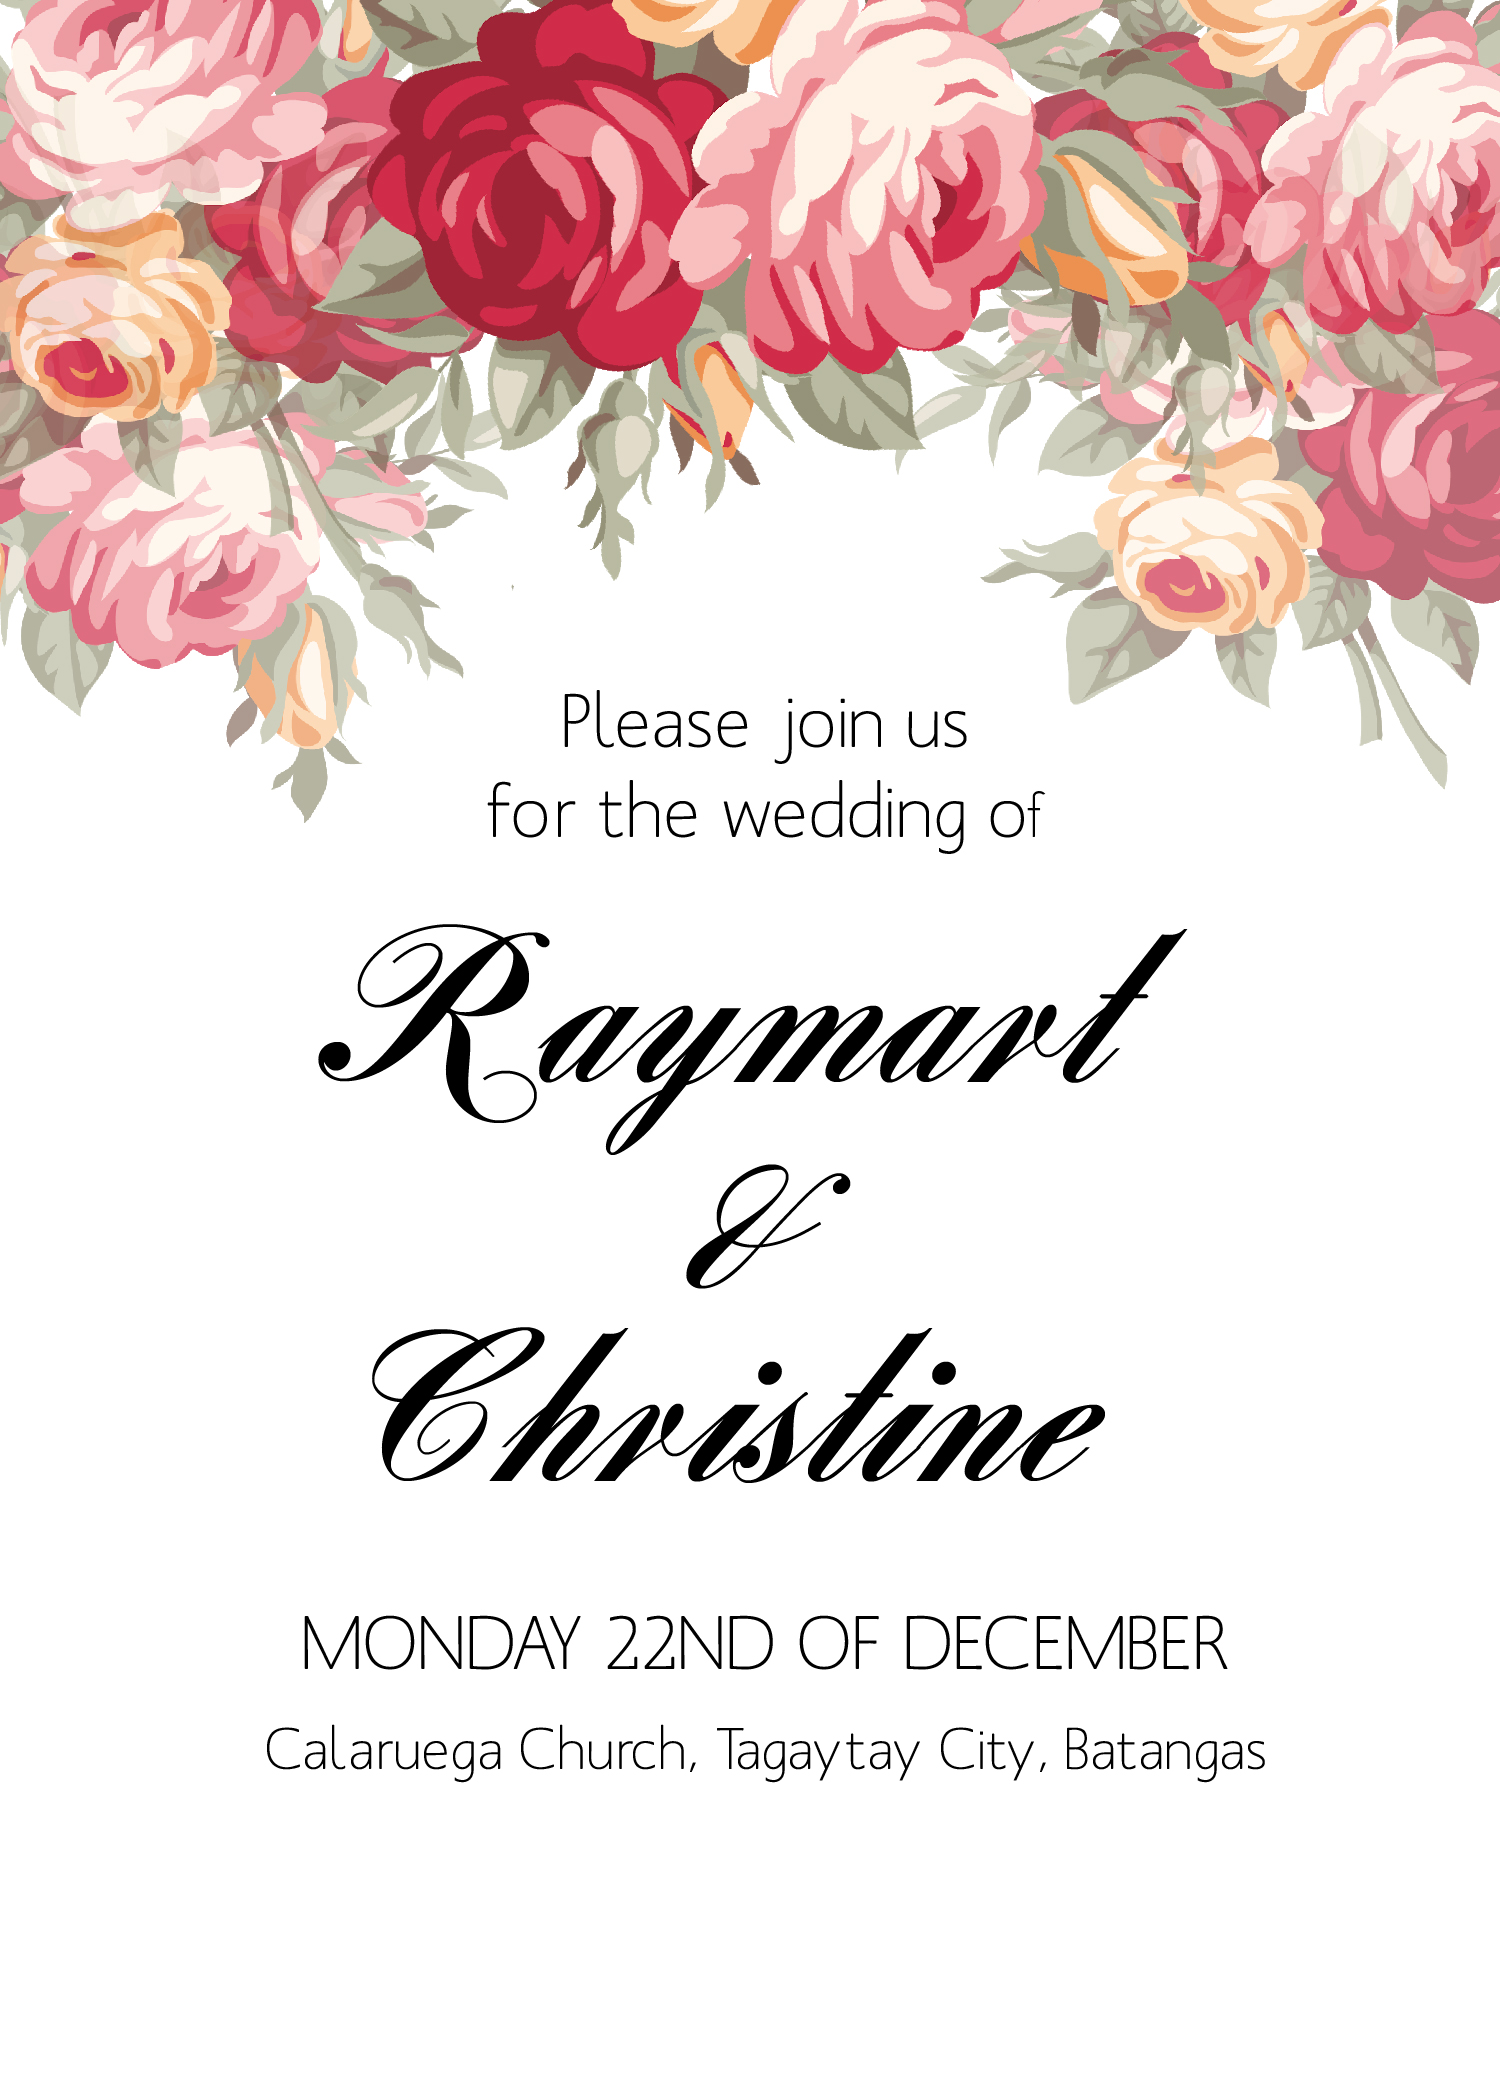 Please join us
for the wedding of
Raymart
&
Christine
MONDAY 22ND OF DECEMBER
Calaruega Church, Tagaytay City, Batangas